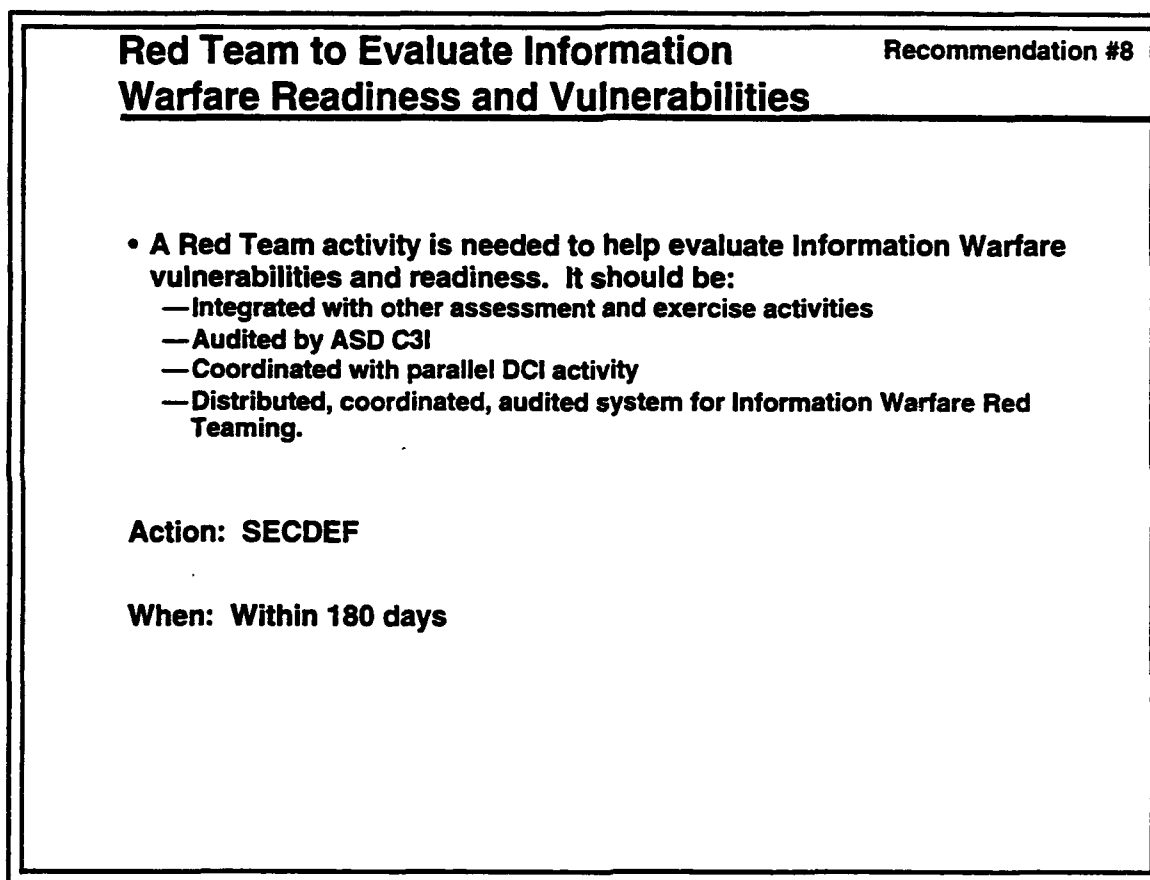 Red Team to Evaluate Information
Recommendation #8
Warfare Readiness and Vulnerabilities
• A Red Team activity is needed to help evaluate Information Warfare
vulnerabilities and readiness. It should be:
—Integrated with other assessment and exercise activities
—Audited by ASD C3I
—Coordinated with parallel DCI activity
—Distributed, coordinated, audited system for Information Warfare Red
Teaming.
Action: SECDEF
When: Within 180 days